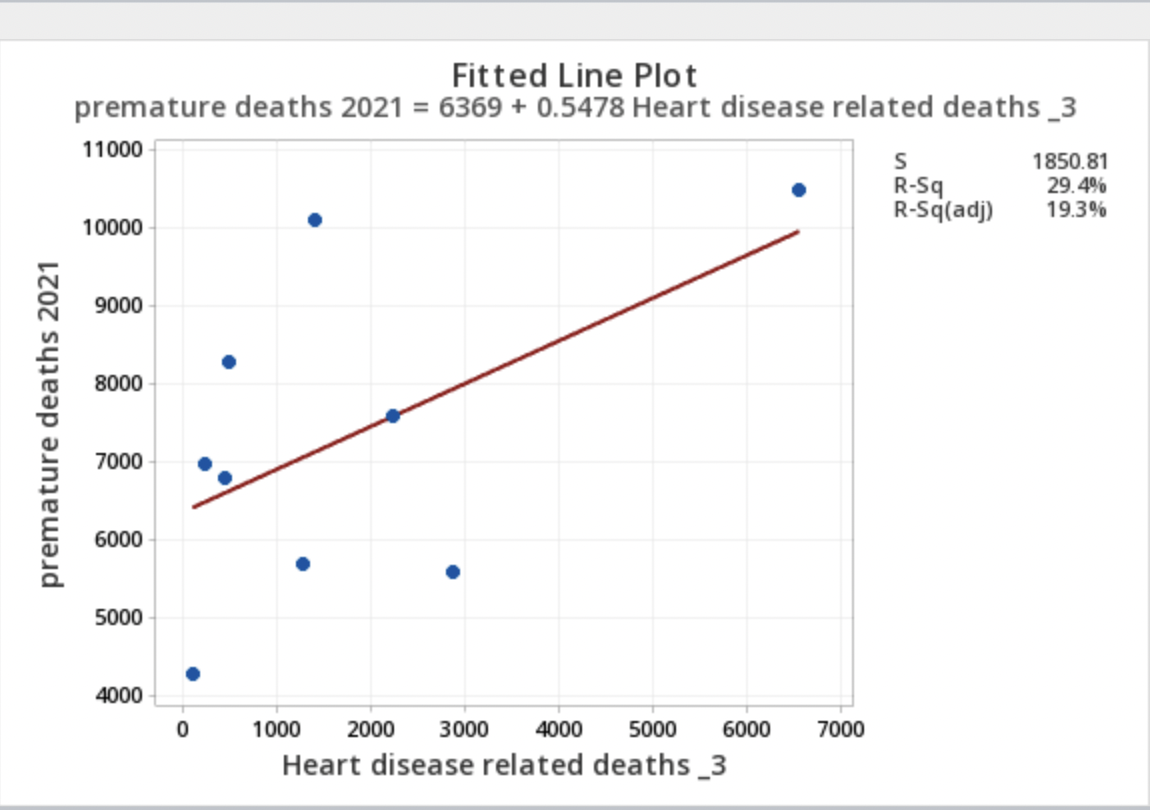 Fitted Line Plot
premature deaths 2021 = 6369 + 0.5478 Heart disease related deaths _3
S 1850.81
R-Sq 29.4%
R-Sq(adj) 19.3%
premature deaths 2021
11000
10000
9000
8000
7000
6000
5000
4000
0 1000 2000 3000 4000 5000 6000 7000
Heart disease related deaths _3